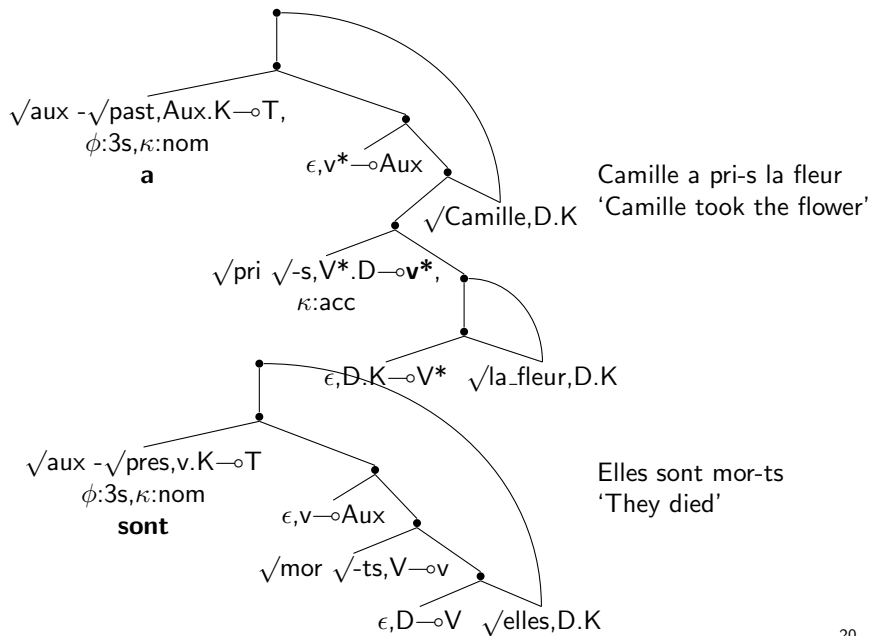 √aux -√past,Aux.K⊸T,
ϕ:3s,κ:nom
a
ϵ,v*⊸Aux
√Camille,D.K
Camille a pri-s la fleur
‘Camille took the flower’
√pri √-s,V*.D⊸v*,
κ:acc
ϵ,D.K⊸V* √la_fleur,D.K
√aux -√pres,v.K⊸T
ϕ:3s,κ:nom
sont
ϵ,v⊸Aux
Elles sont mor-ts
‘They died’
√mor √-ts,V⊸v
ϵ,D⊸V √elles,D.K
20